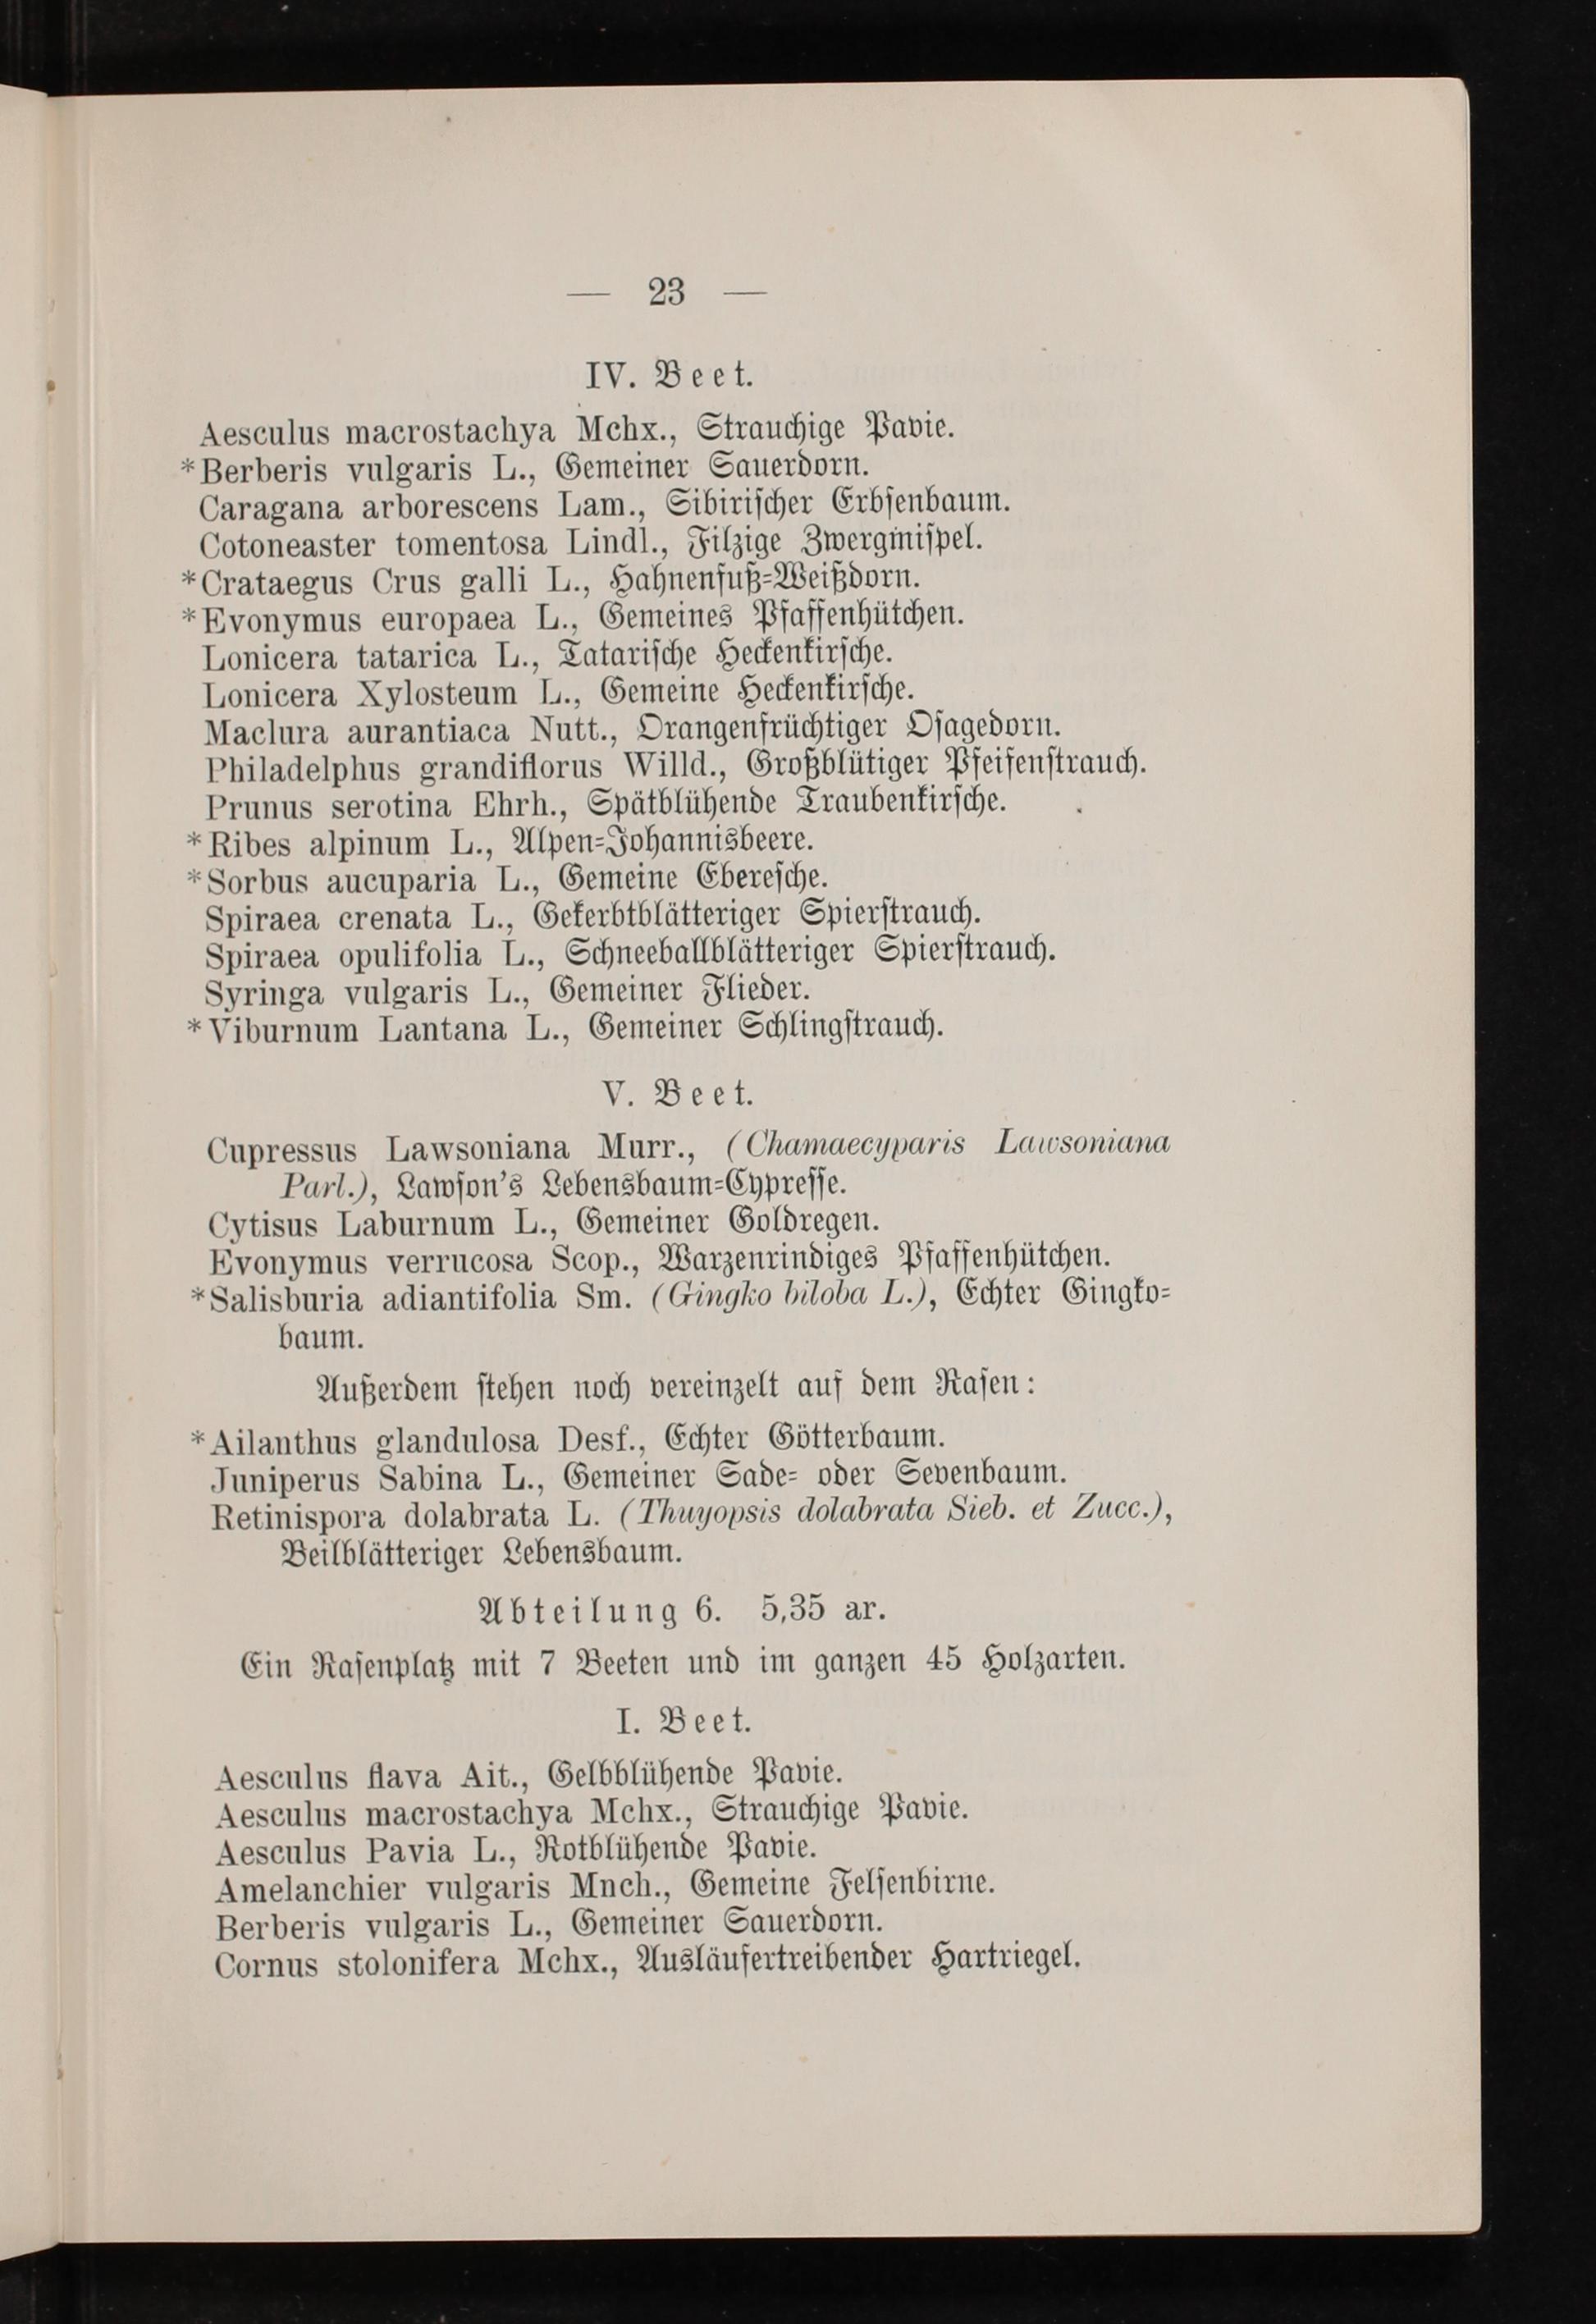 — 23 —
IV. Beet.
Aesculus macrostachya Mchx., Strauchige Pavie.
*Berberis vulgaris L., Gemeiner Sauerdorn.
Caragana arborescens Lam., Sibiriſcher Erbſenbaum.
Cotoneaster tomentosa Lindl., Filzige Zwergmiſpel.
*Crataegus Crus galli L., Hahnenfuß-Weißdorn.
*Evonymus europaea L., Gemeines Pfaffenhütchen.
Lonicera tatarica L., Tatariſche Heckenkirſche.
Lonicera Xylosteum L., Gemeine Heckenkirſche.
Maclura aurantiaca Nutt., Orangenfrüchtiger Oſagedorn.
Philadelphus grandiflorus Willd., Großblütiger Pfeifenſtrauch.
Prunus serotina Ehrh., Spätblühende Traubenkirſche.
*Ribes alpinum L., Alpen-Johannisbeere.
*Sorbus aucuparia L., Gemeine Ebereſche.
Spiraea crenata L., Gekerbtblätteriger Spierſtrauch.
Spiraea opulifolia L., Schneeballblätteriger Spierſtrauch.
Syringa vulgaris L., Gemeiner Flieder.
*Viburnum Lantana L., Gemeiner Schlingſtrauch.
V. Beet.
Cupressus Lawsoniana Murr., (Chamaecyparis Lawsoniana
Parl.), Lawſon's Lebensbaum-Cypreſſe.
Cytisus Laburnum L., Gemeiner Goldregen.
Evonymus verrucosa Scop., Warzenrindiges Pfaffenhütchen.
*Salisburia adiantifolia Sm. (Gingko biloba L.), Echter Gingko-
baum.
Außerdem ſtehen noch vereinzelt auf dem Raſen:
*Ailanthus glandulosa Desf., Echter Götterbaum.
Juniperus Sabina L., Gemeiner Sade- oder Sevenbaum.
Retinispora dolabrata L. (Thuyopsis dolabrata Sieb. et Zucc.),
Beilblätteriger Lebensbaum.
Abteilung 6. 5,35 ar.
Ein Raſenplatz mit 7 Beeten und im ganzen 45 Holzarten.
I. Beet.
Aesculus flava Ait., Gelbblühende Pavie.
Aesculus macrostachya Mchx., Strauchige Pavie.
Aesculus Pavia L., Rotblühende Pavie.
Amelanchier vulgaris Mnch., Gemeine Felſenbirne.
Berberis vulgaris L., Gemeiner Sauerdorn.
Cornus stolonifera Mchx., Ausläufertreibender Hartriegel.